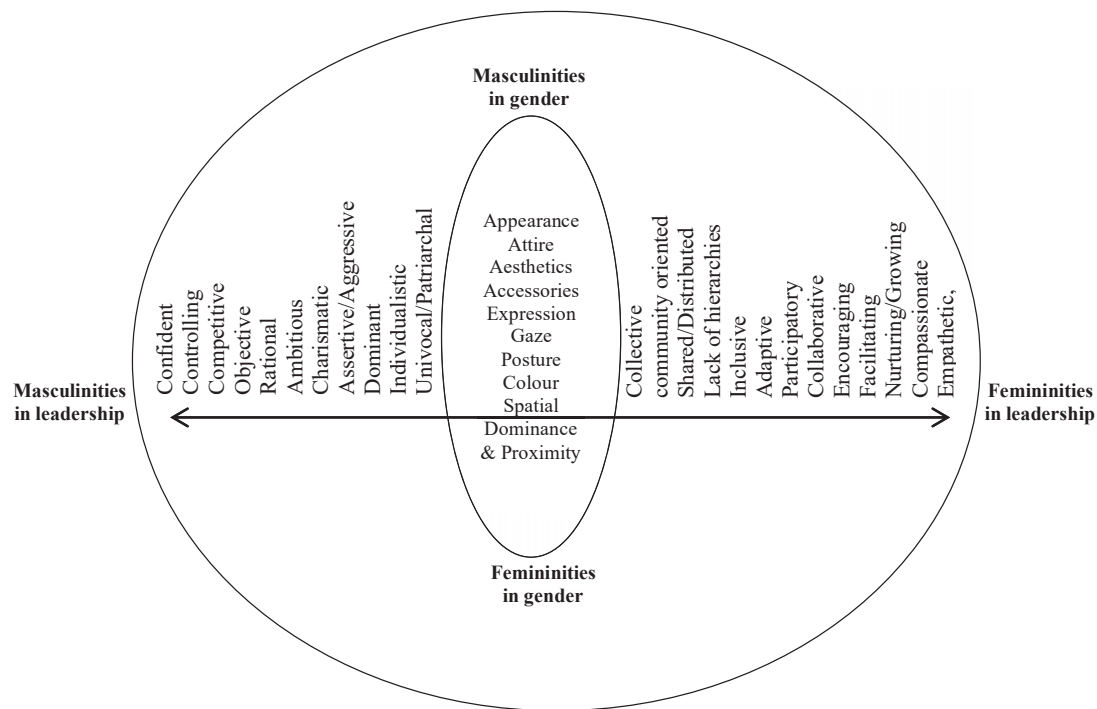 Masculinities
in gender
Masculinities
in leadership
Confident
Controlling
Competitive
Objective
Rational
Ambitious
Charismatic
Assertive/Aggressive
Dominant
Individualistic
Univocal/Patriarchal
Appearance
Attire
Aesthetics
Accessories
Expression
Gaze
Posture
Colour
Spatial
Dominance
& Proximity
Collective
community oriented
Shared/Distributed
Lack of hierarchies
Inclusive
Adaptive
Participatory
Collaborative
Encouraging
Facilitating
Nurturing/Growing
Compassionate
Empathetic,
Femininities
in leadership
Femininities
in gender